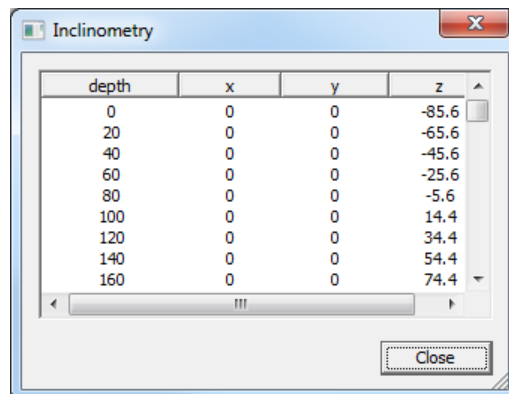 Inclinometry
depth x y z
0 0 0 -85.6
20 0 0 -65.6
40 0 0 -45.6
60 0 0 -25.6
80 0 0 -5.6
100 0 0 14.4
120 0 0 34.4
140 0 0 54.4
160 0 0 74.4
Close